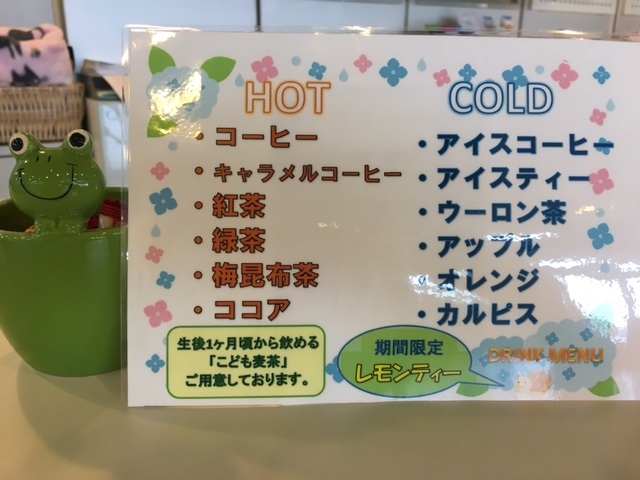 HOT
・コーヒー
・キャラメルコーヒー
・紅茶
・緑茶
・梅昆布茶
・ココア
生後1ヶ月頃から飲める
「こども麦茶」
ご用意しております。
COLD
・アイスコーヒー
・アイスティー
・ウーロン茶
・アップル
・オレンジ
・カルピス
期間限定
レモンティー
DRINK MENU